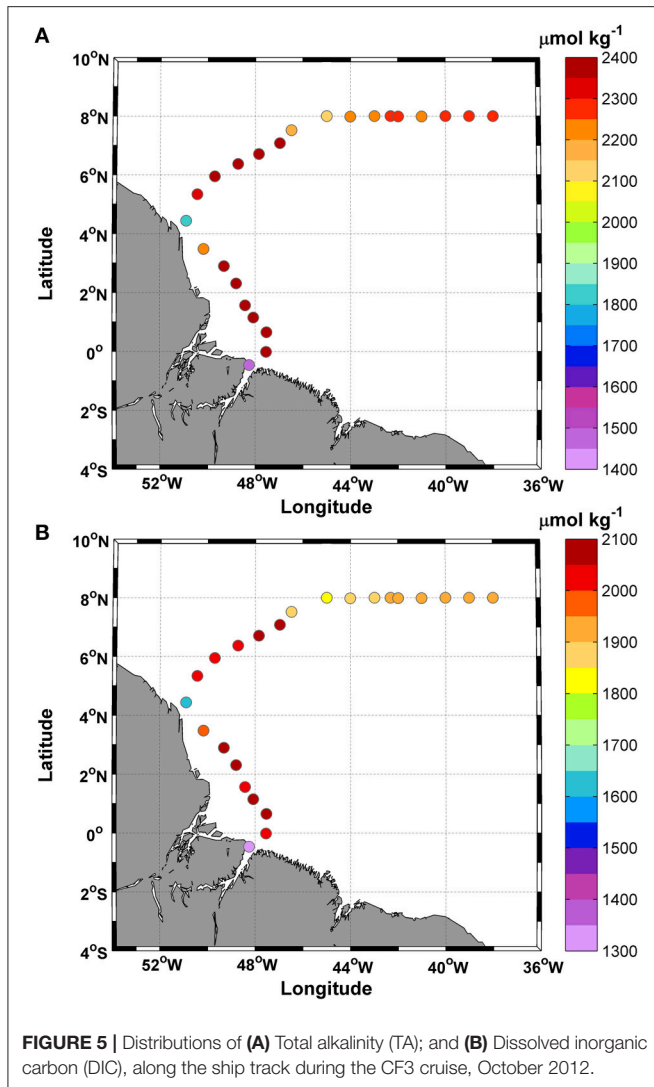 A
µmol kg-1
10°N
8°N
6°N
4°N
2°N
0°
2°S
4°S
Latitude
52°W 48°W 44°W 40°W 36°W
Longitude
2400
2300
2200
2100
2000
1900
1800
1700
1600
1500
1400
B
µmol kg-1
10°N
8°N
6°N
4°N
2°N
0°
2°S
4°S
Latitude
52°W 48°W 44°W 40°W 36°W
Longitude
2100
2000
1900
1800
1700
1600
1500
1400
1300
FIGURE 5 | Distributions of (A) Total alkalinity (TA); and (B) Dissolved inorganic
carbon (DIC), along the ship track during the CF3 cruise, October 2012.